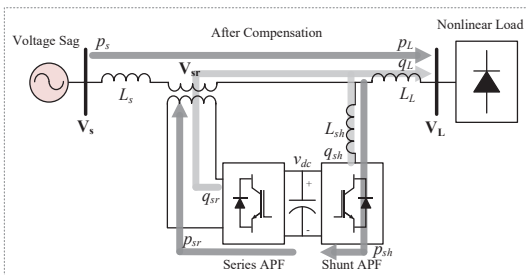 After Compensation
Nonlinear Load
Voltage Sag
p_s
p_L
q_L
V_sr
L_s
L_L
V_s
V_L
L_sh
q_sh
v_dc
+
-
q_sr
p_sr
p_sh
Series APF
Shunt APF